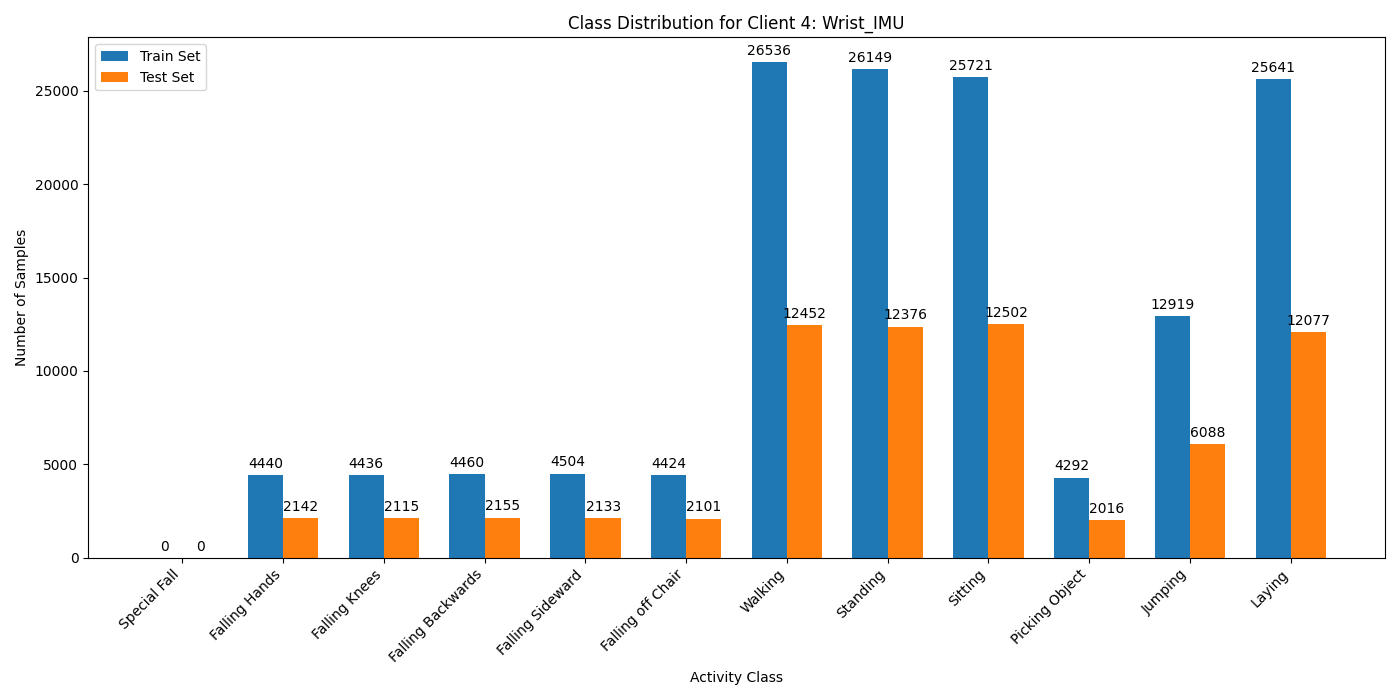 Class Distribution for Client 4: Wrist_IMU
Train Set
Test Set
Number of Samples
25000
20000
15000
10000
5000
0
0 0
4440 2142
4436 2115
4460 2155
4504 2133
4424 2101
26536 12452
26149 12376
25721 12502
4292 2016
12919 6088
25641 12077
Special Fall
Falling Hands
Falling Knees
Falling Backwards
Falling Sideward
Falling off Chair
Walking
Standing
Sitting
Picking Object
Jumping
Laying
Activity Class